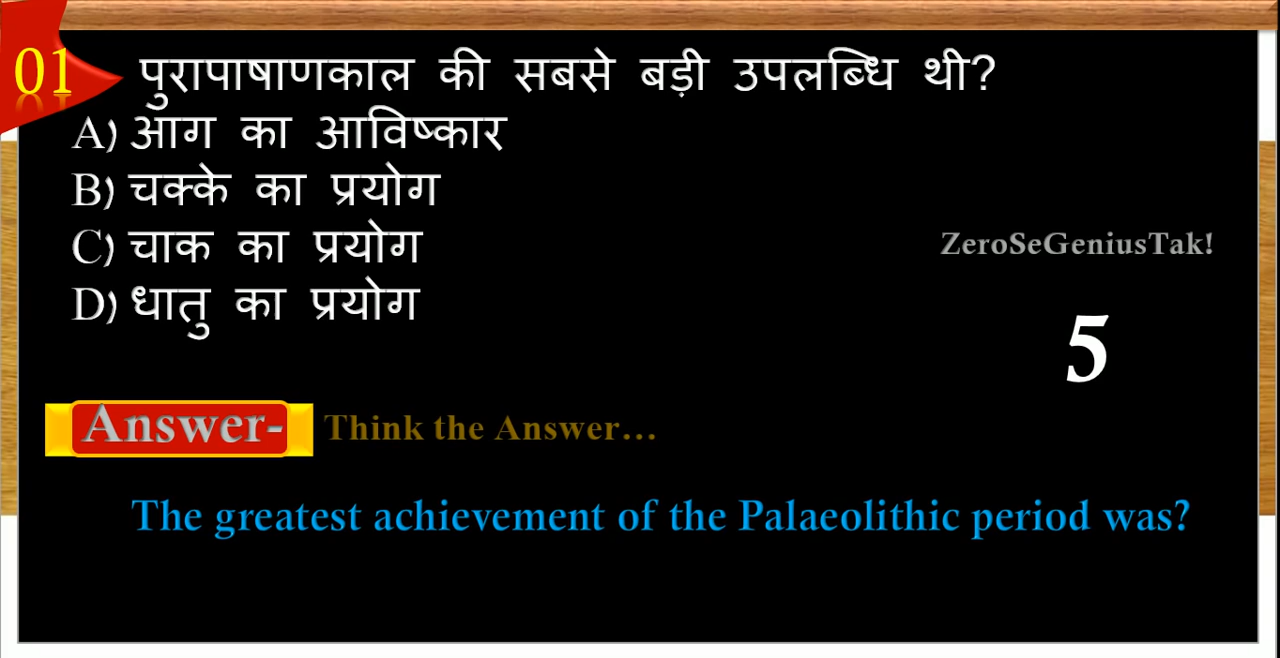 01
पुरापाषाणकाल की सबसे बड़ी उपलब्धि थी?
A) आग का आविष्कार
B) चक्के का प्रयोग
C) चाक का प्रयोग
D) धातु का प्रयोग
ZeroSeGeniusTak!
5
Answer- Think the Answer...
The greatest achievement of the Palaeolithic period was?